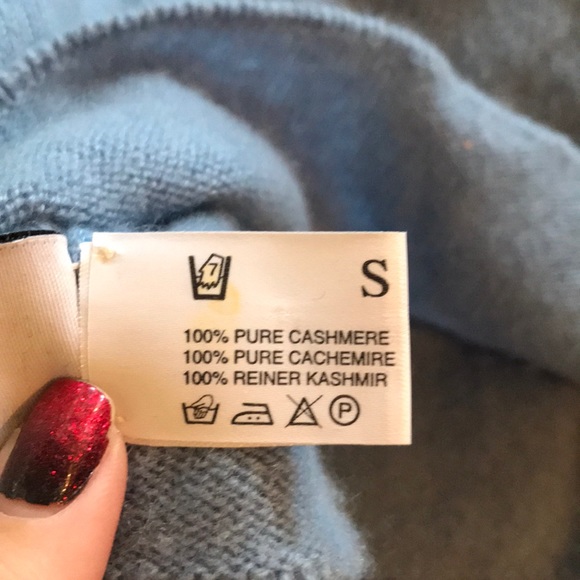 S
100% PURE CASHMERE
100% PURE CACHEMIRE
100% REINER KASHMIR
P